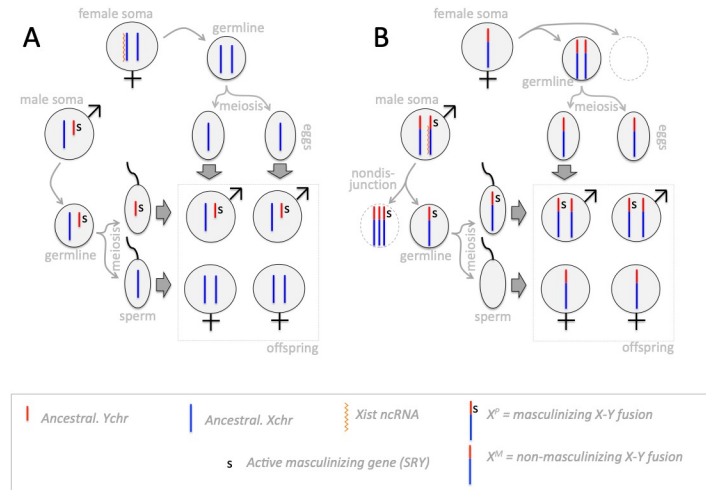 A
female soma
germline
meiosis
eggs
male soma
s
s
germline
meiosis
s
sperm
s
s
offspring
B
female soma
germline
meiosis
eggs
male soma
s
nondis-
junction
s
s
germline
meiosis
s
sperm
s
s
offspring
Ancestral. Ychr
Ancestral. Xchr
Xist ncRNA
s
Xᴾ = masculinizing X-Y fusion
s Active masculinizing gene (SRY)
Xᴹ = non-masculinizing X-Y fusion